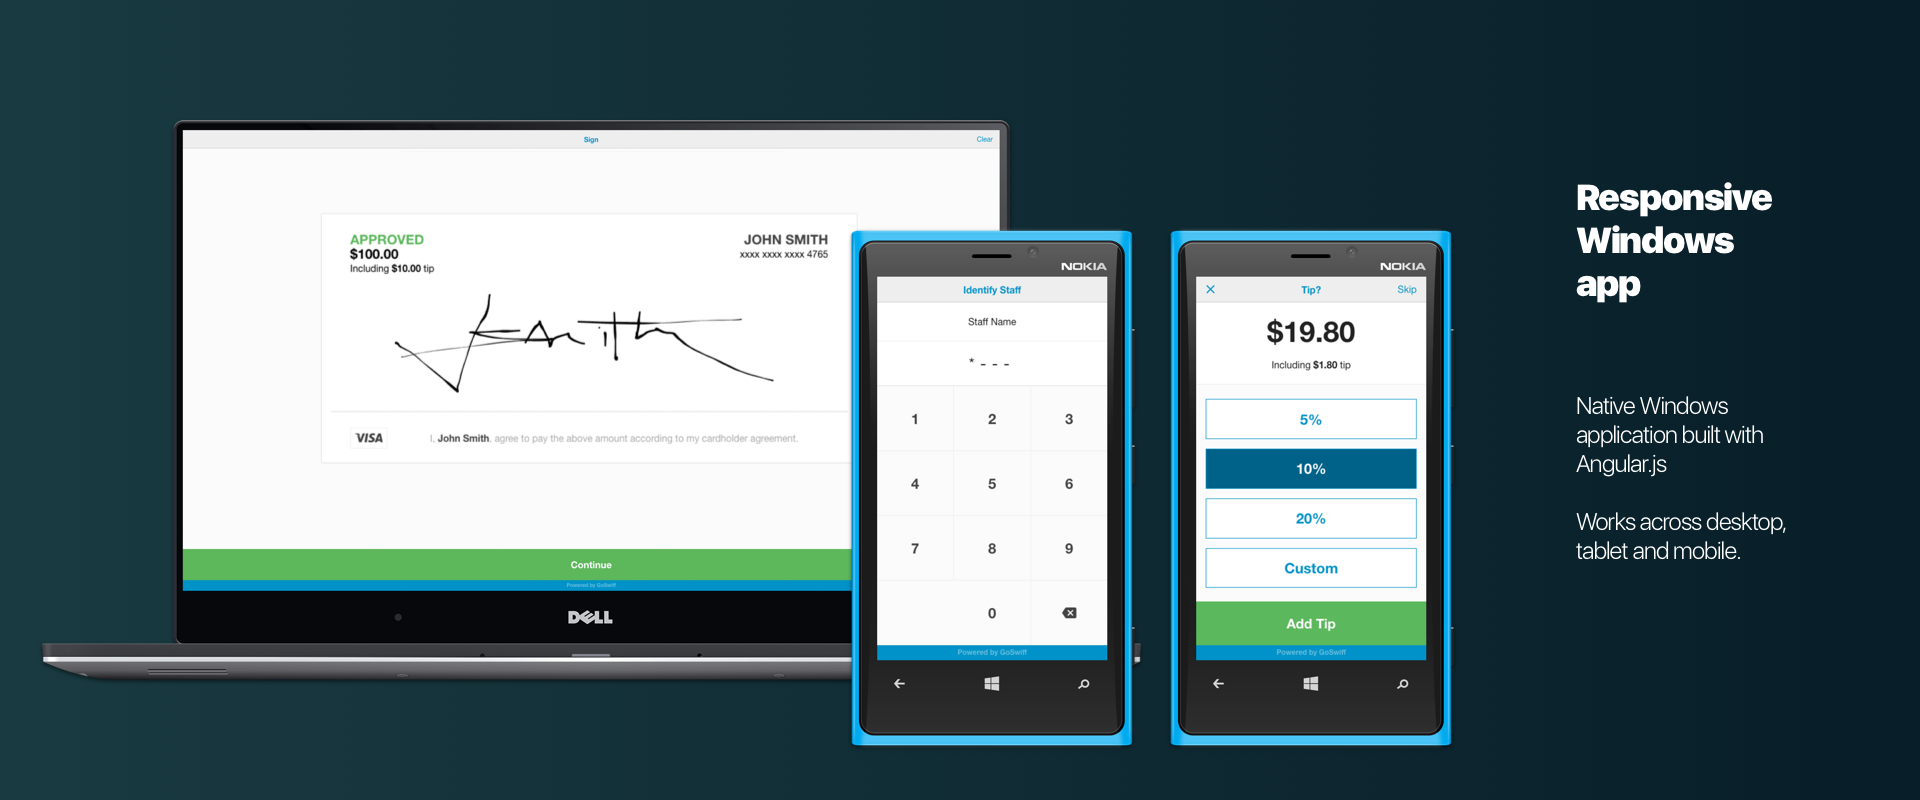 Sign
Clear
APPROVED
$100.00
Including $10.00 tip
JOHN SMITH
xxxx xxxx xxxx 4765
VISA
I, John Smith, agree to pay the above amount according to my cardholder agreement.
Continue
Powered by GoSwiff
DELL
NOKIA
Identify Staff
Staff Name
* - - -
1 2 3
4 5 6
7 8 9
0
Powered by GoSwiff
NOKIA
Tip? Skip
$19.80
Including $1.80 tip
5%
10%
20%
Custom
Add Tip
Powered by GoSwiff
Responsive
Windows
app
Native Windows
application built with
Angular.js
Works across desktop,
tablet and mobile.